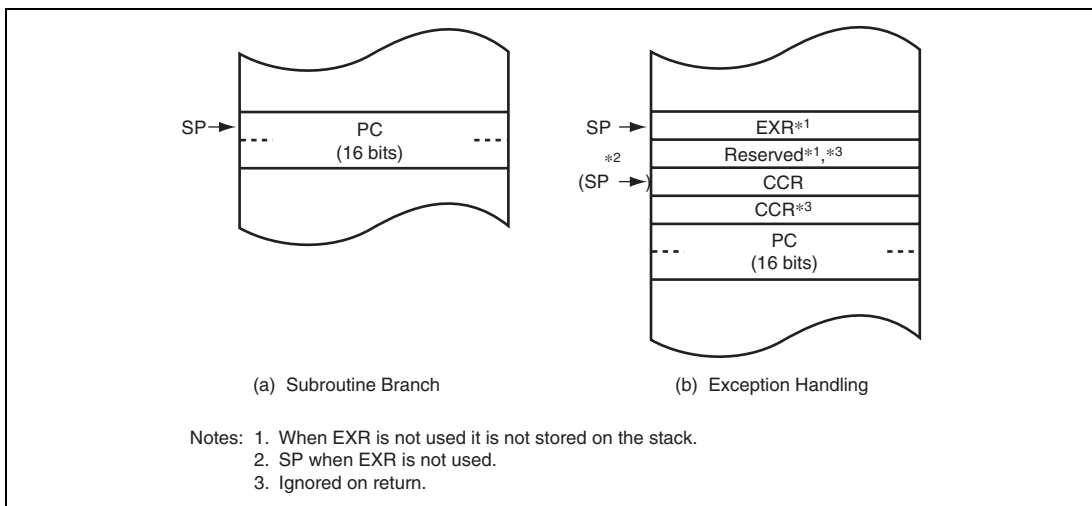 SP
PC
(16 bits)
(a) Subroutine Branch
SP
*2
(SP )
EXR*1
Reserved*1,*3
CCR
CCR*3
PC
(16 bits)
(b) Exception Handling
Notes: 1. When EXR is not used it is not stored on the stack.
2. SP when EXR is not used.
3. Ignored on return.